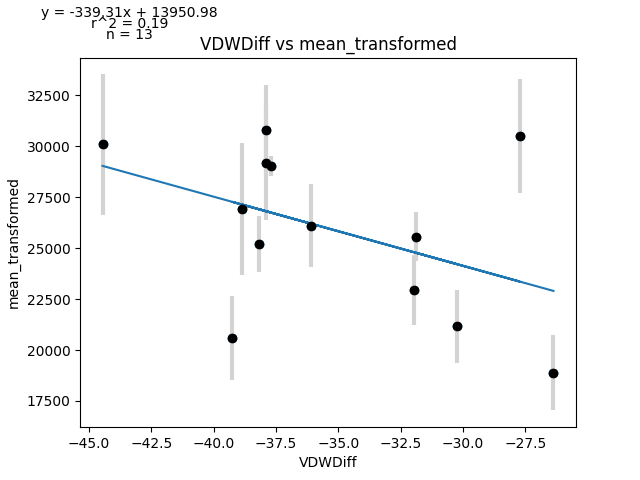 y = -339.31x + 13950.98
r^2 = 0.19
n = 13
VDWDiff vs mean_transformed
32500
30000
27500
25000
22500
20000
17500
mean_transformed
−45.0 −42.5 −40.0 −37.5 −35.0 −32.5 −30.0 −27.5
VDWDiff